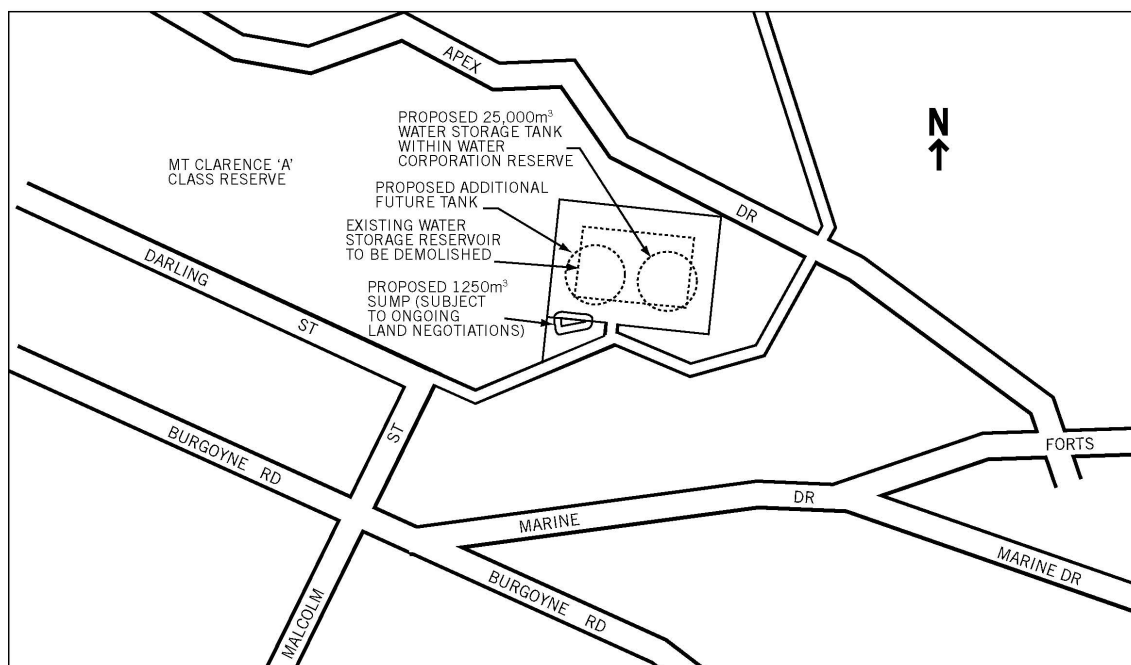 APEX
PROPOSED 25,000m³
WATER STORAGE TANK
WITHIN WATER
CORPORATION RESERVE
N
MT CLARENCE 'A'
CLASS RESERVE
PROPOSED ADDITIONAL
FUTURE TANK
DR
EXISTING WATER
STORAGE RESERVOIR
TO BE DEMOLISHED
DARLING
ST
PROPOSED 1250m³
SUMP (SUBJECT
TO ONGOING
LAND NEGOTIATIONS)
BURGOYNE RD
ST
FORTS
MARINE
DR
MARINE DR
BURGOYNE RD
MALCOLM